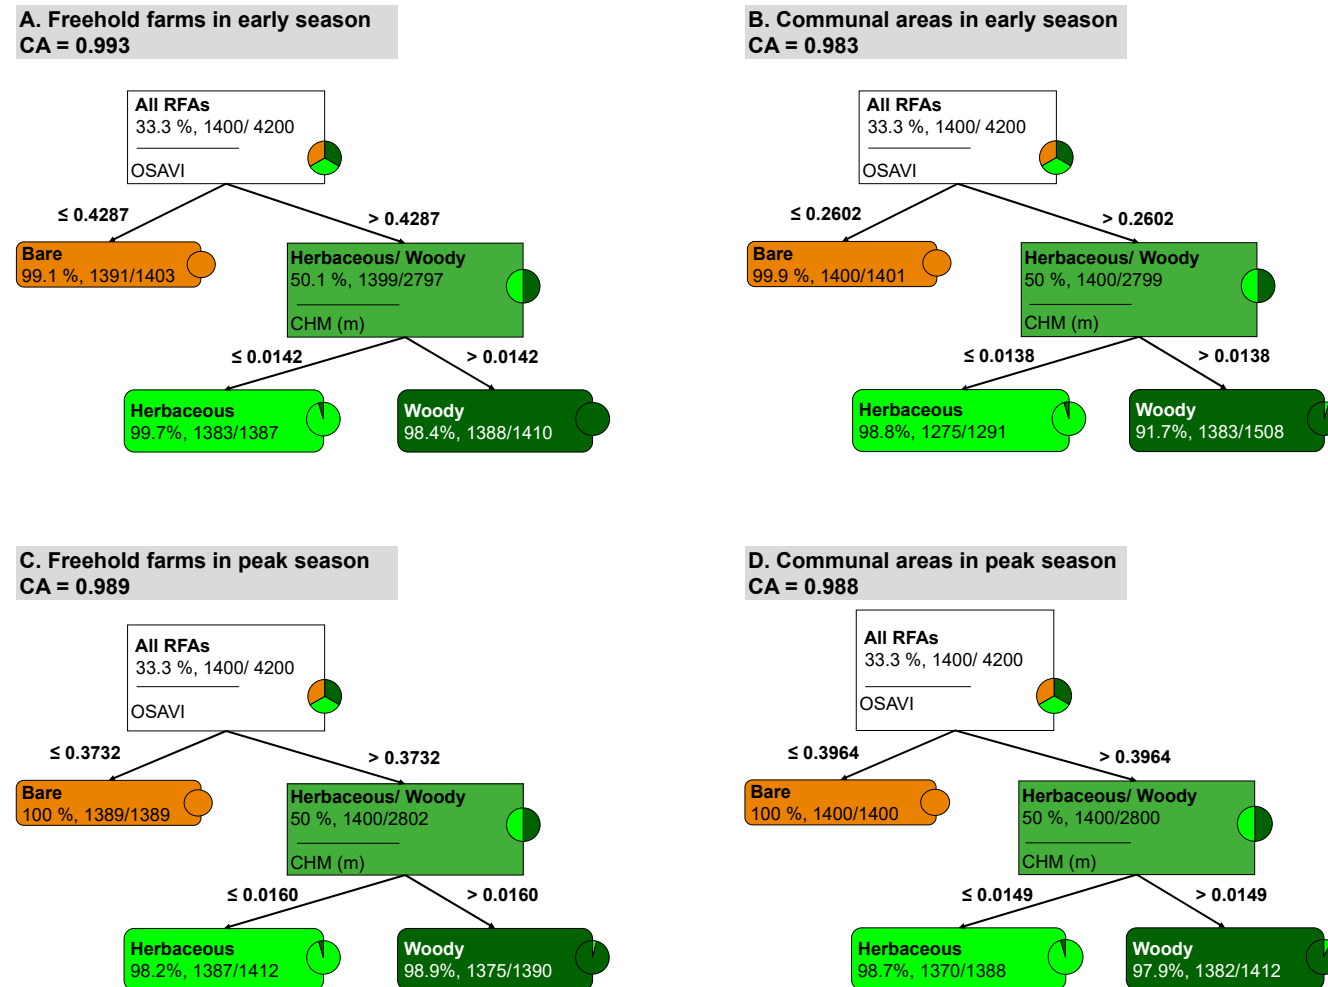 A. Freehold farms in early season
CA = 0.993
All RFAs
33.3 %, 1400/ 4200
OSAVI
≤ 0.4287
> 0.4287
Bare
99.1 %, 1391/1403
Herbaceous/ Woody
50.1 %, 1399/2797
CHM (m)
≤ 0.0142
> 0.0142
Herbaceous
99.7%, 1383/1387
Woody
98.4%, 1388/1410
B. Communal areas in early season
CA = 0.983
All RFAs
33.3 %, 1400/ 4200
OSAVI
≤ 0.2602
> 0.2602
Bare
99.9 %, 1400/1401
Herbaceous/ Woody
50 %, 1400/2799
CHM (m)
≤ 0.0138
> 0.0138
Herbaceous
98.8%, 1275/1291
Woody
91.7%, 1383/1508
C. Freehold farms in peak season
CA = 0.989
All RFAs
33.3 %, 1400/ 4200
OSAVI
≤ 0.3732
> 0.3732
Bare
100 %, 1389/1389
Herbaceous/ Woody
50 %, 1400/2802
CHM (m)
≤ 0.0160
> 0.0160
Herbaceous
98.2%, 1387/1412
Woody
98.9%, 1375/1390
D. Communal areas in peak season
CA = 0.988
All RFAs
33.3 %, 1400/ 4200
OSAVI
≤ 0.3964
> 0.3964
Bare
100 %, 1400/1400
Herbaceous/ Woody
50 %, 1400/2800
CHM (m)
≤ 0.0149
> 0.0149
Herbaceous
98.7%, 1370/1388
Woody
97.9%, 1382/1412